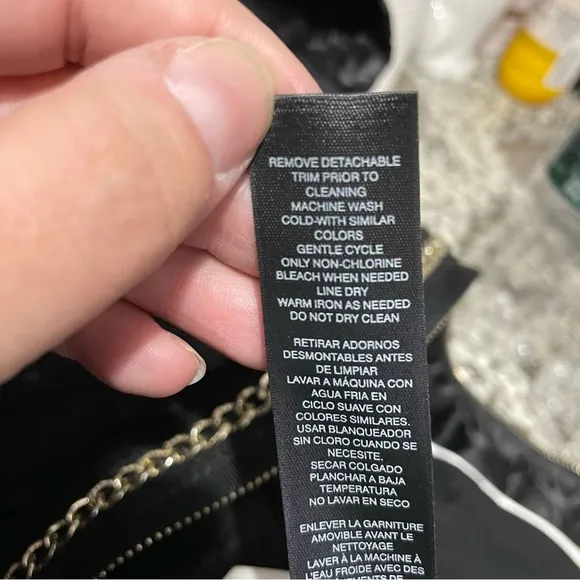 REMOVE DETACHABLE
TRIM PRIOR TO
CLEANING
MACHINE WASH
COLD-WITH SIMILAR
COLORS
GENTLE CYCLE
ONLY NON-CHLORINE
BLEACH WHEN NEEDED
LINE DRY
WARM IRON AS NEEDED
DO NOT DRY CLEAN
RETIRAR ADORNOS
DESMONTABLES ANTES
DE LIMPIAR
LAVAR A MÁQUINA CON
AGUA FRIA EN
CICLO SUAVE CON
COLORES SIMILARES.
USAR BLANQUEADOR
SIN CLORO CUANDO SE
NECESITE,
SECAR COLGADO
PLANCHAR A BAJA
TEMPERATURA
NO LAVAR EN SECO
ENLEVER LA GARNITURE
AMOVIBLE AVANT LE
NETTOYAGE
LAVER À LA MACHINE À
L'EAU FROIDE AVEC DES